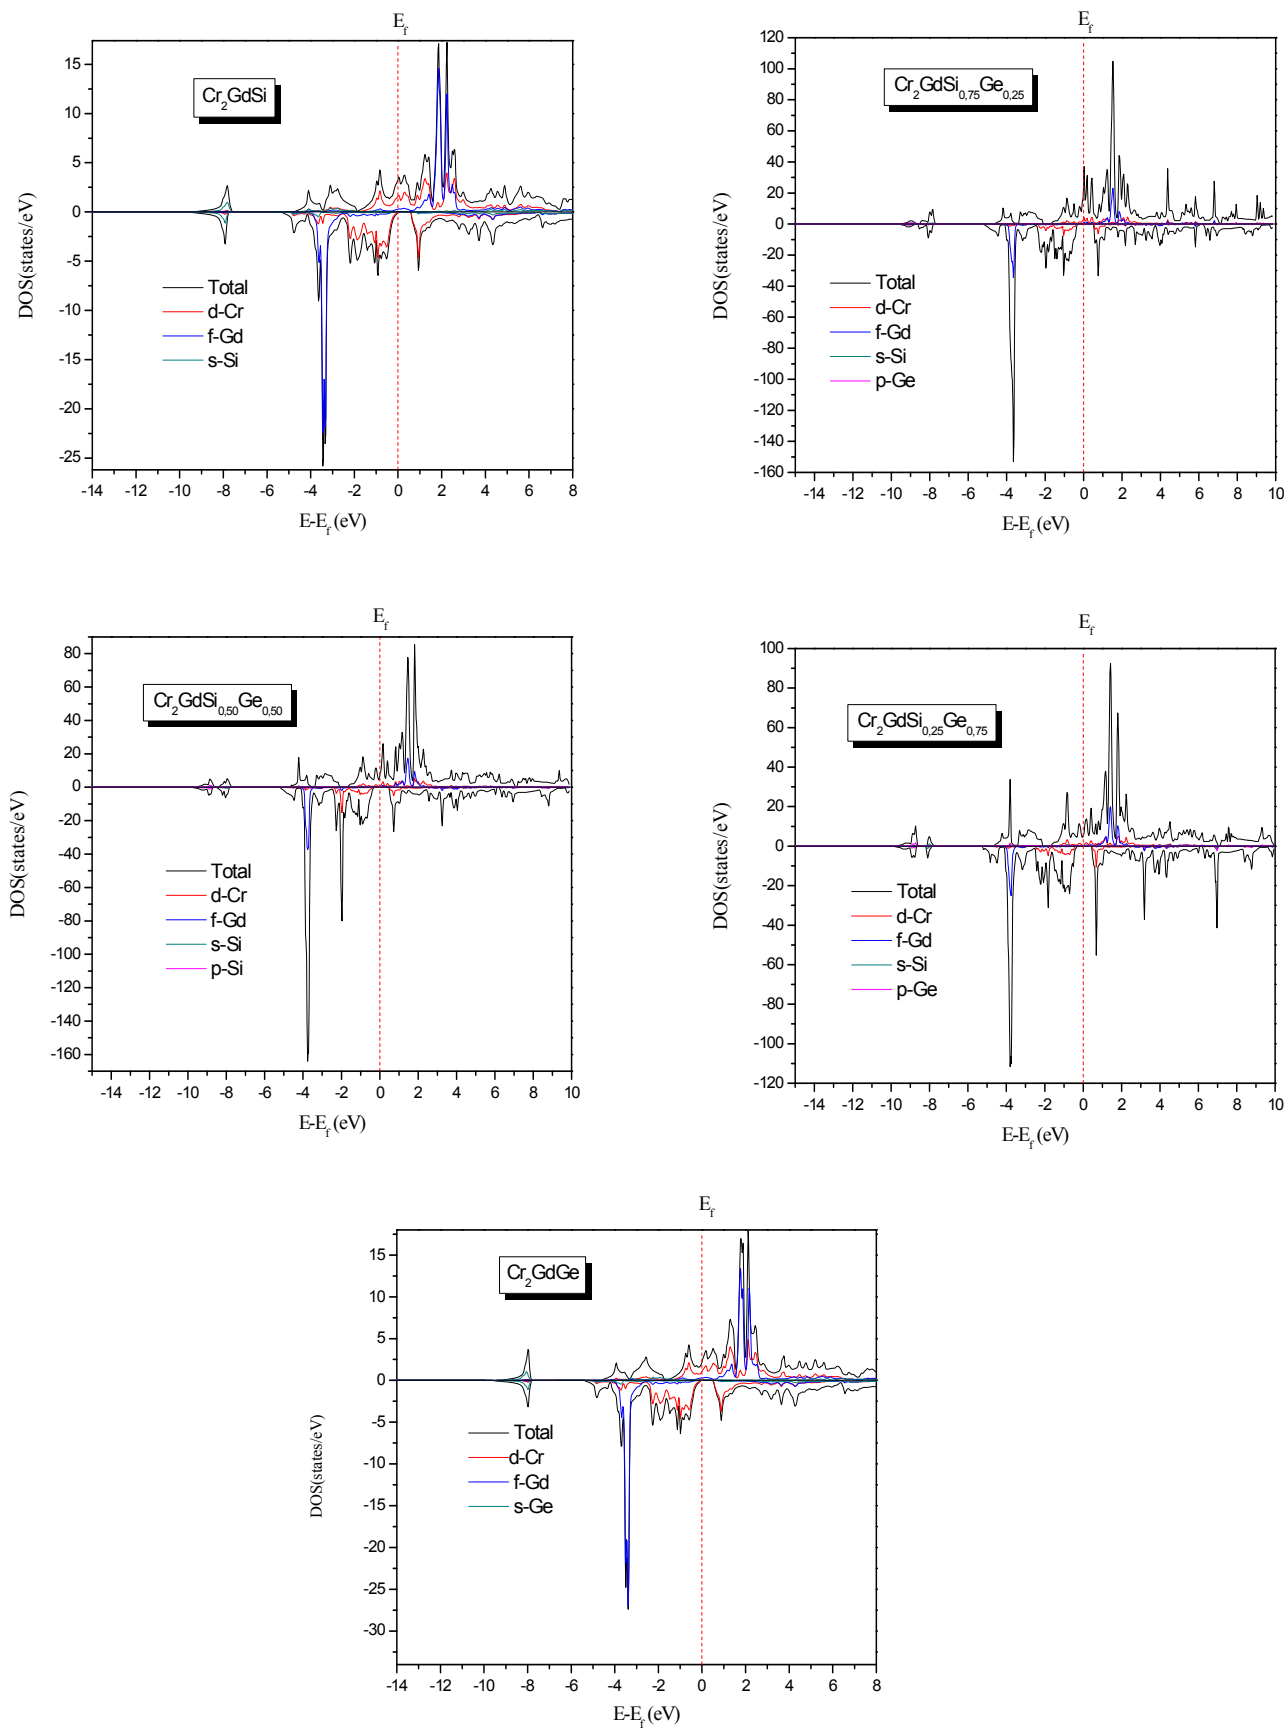 E_f
Cr₂GdSi
DOS(states/eV)
15
10
5
0
-5
-10
-15
-20
-25
Total
d-Cr
f-Gd
s-Si
-14 -12 -10 -8 -6 -4 -2 0 2 4 6 8
E-E_f (eV)
E_f
Cr₂GdSi₀,₇₅Ge₀,₂₅
DOS(states/eV)
120
100
80
60
40
20
0
-20
-40
-60
-80
-100
-120
-140
-160
Total
d-Cr
f-Gd
s-Si
p-Ge
-14 -12 -10 -8 -6 -4 -2 0 2 4 6 8 10
E-E_f (eV)
E_f
Cr₂GdSi₀,₅₀Ge₀,₅₀
DOS(states/eV)
80
60
40
20
0
-20
-40
-60
-80
-100
-120
-140
-160
Total
d-Cr
f-Gd
s-Si
p-Si
-14 -12 -10 -8 -6 -4 -2 0 2 4 6 8 10
E-E_f (eV)
E_f
Cr₂GdSi₀,₂₅Ge₀,₇₅
DOS(states/eV)
100
80
60
40
20
0
-20
-40
-60
-80
-100
-120
Total
d-Cr
f-Gd
s-Si
p-Ge
-14 -12 -10 -8 -6 -4 -2 0 2 4 6 8 10
E-E_f (eV)
E_f
Cr₂GdGe
DOS(states/eV)
15
10
5
0
-5
-10
-15
-20
-25
-30
Total
d-Cr
f-Gd
s-Ge
-14 -12 -10 -8 -6 -4 -2 0 2 4 6 8
E-E_f (eV)